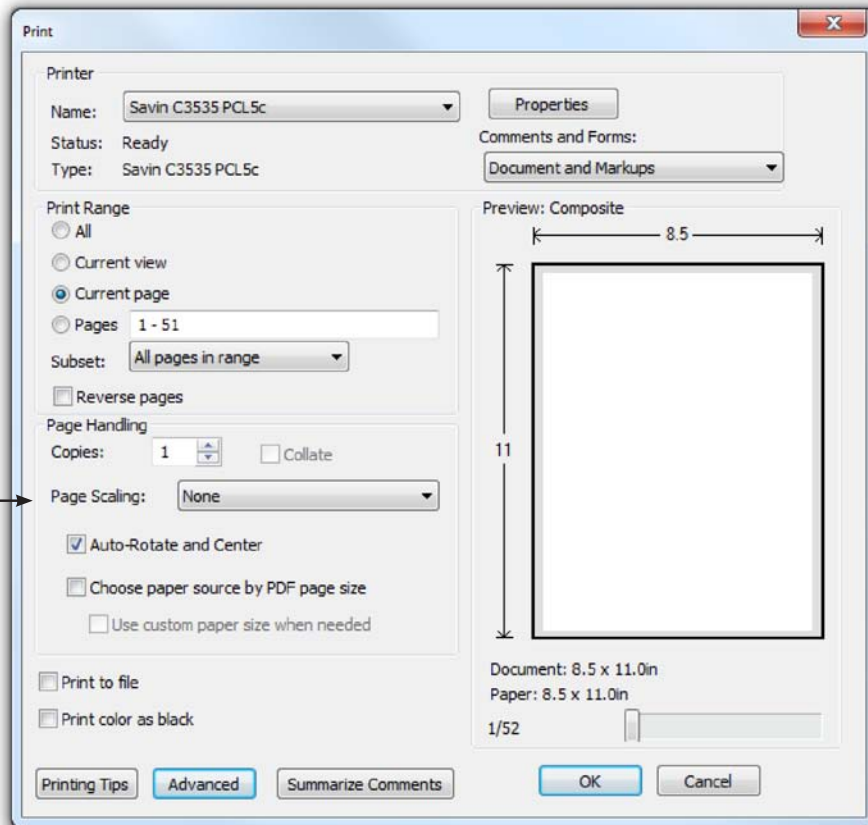 Print
Printer
Name: Savin C3535 PCL5c Properties
Status: Ready Comments and Forms:
Type: Savin C3535 PCL5c Document and Markups
Print Range
All
Current view
Current page
Pages 1 - 51
Subset: All pages in range
Reverse pages
Page Handling
Copies: 1 Collate
Page Scaling: None
Auto-Rotate and Center
Choose paper source by PDF page size
Use custom paper size when needed
Print to file
Print color as black
Preview: Composite
8.5
11
Document: 8.5 x 11.0in
Paper: 8.5 x 11.0in
1/52
Printing Tips Advanced Summarize Comments OK Cancel